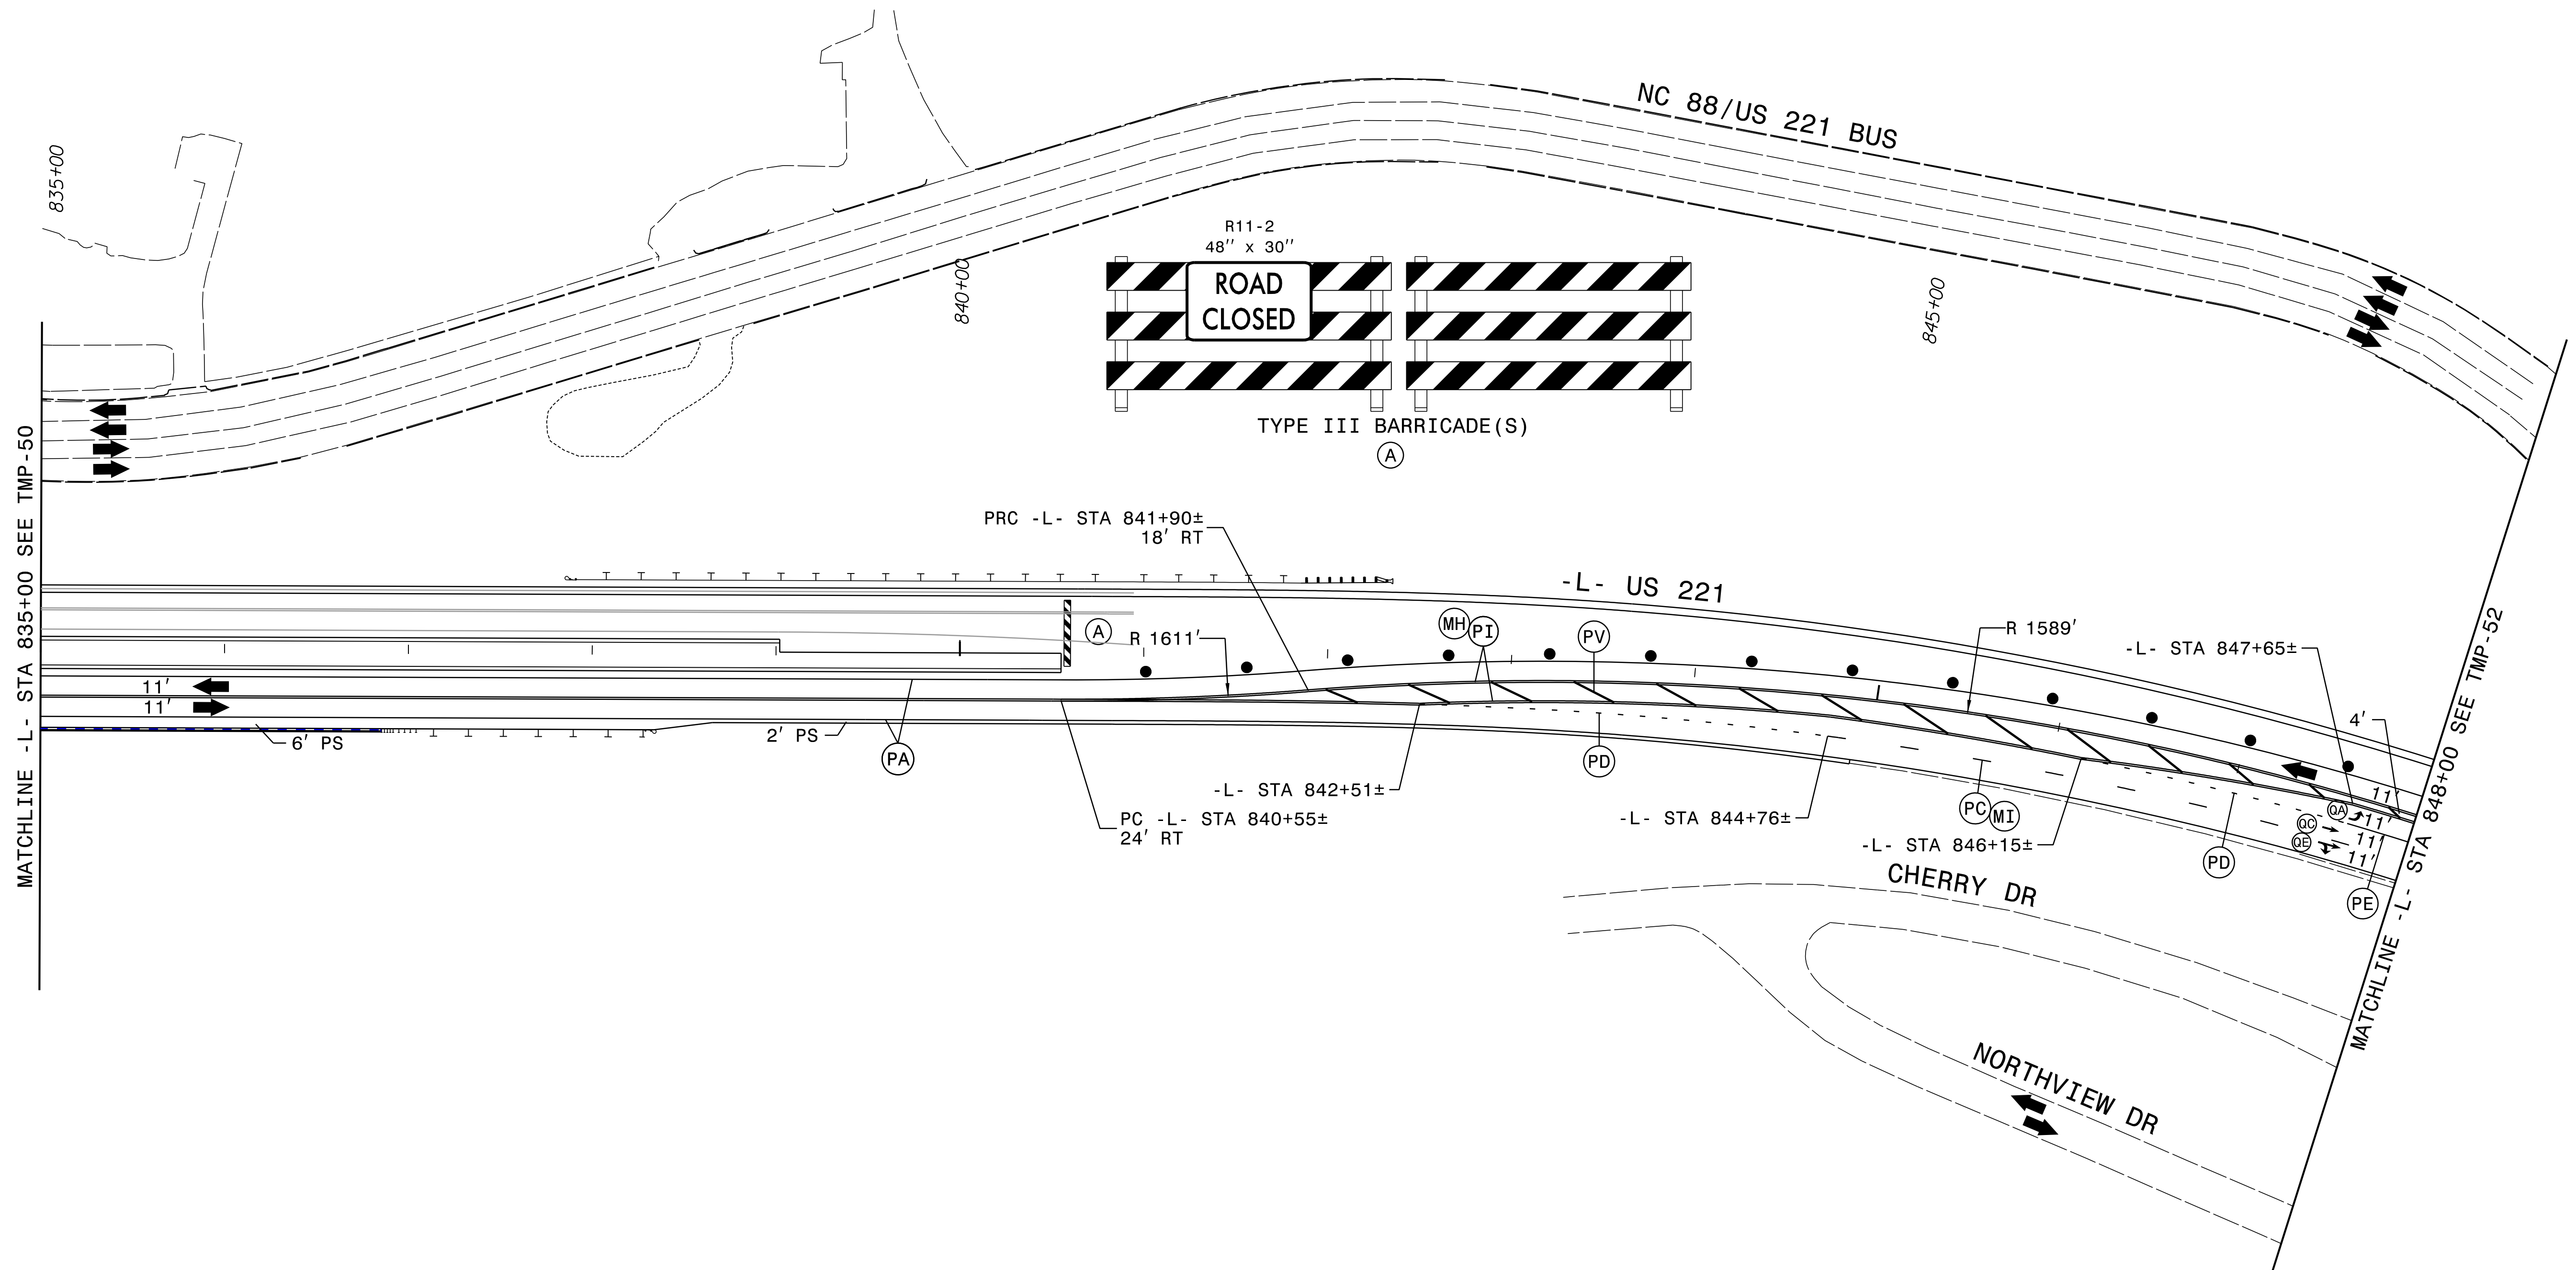 NC 88/US 221 BUS
835+00
R11-2
48" x 30"
ROAD
CLOSED
840+00
845+00
TYPE III BARRICADE(S)
A
MATCHLINE -L- STA 835+00 SEE TMP-50
PRC -L- STA 841+90±
18' RT
-L- US 221
A
R 1611'
MH
PI
PV
R 1589'
-L- STA 847+65±
11'
11'
6' PS
2' PS
PA
4'
PD
-L- STA 842+51±
PC -L- STA 840+55±
24' RT
-L- STA 844+76±
PC
MI
-L- STA 846+15±
PD
QA
QC
QE
11'
11'
11'
11'
PE
MATCHLINE -L- STA 848+00 SEE TMP-52
CHERRY DR
NORTHVIEW DR